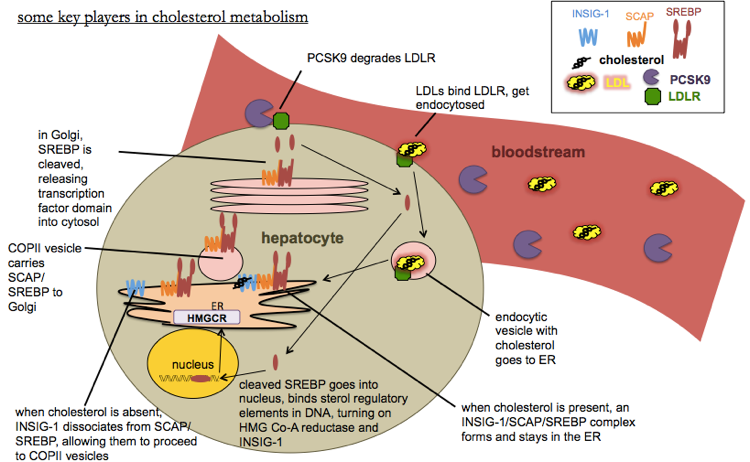 some key players in cholesterol metabolism
INSIG-1
SCAP
SREBP
cholesterol
LDL
PCSK9
LDLR
PCSK9 degrades LDLR
LDLs bind LDLR, get
endocytosed
bloodstream
in Golgi,
SREBP is
cleaved,
releasing
transcription
factor domain
into cytosol
hepatocyte
COPII vesicle
carries
SCAP/
SREBP to
Golgi
ER
HMGCR
endocytic
vesicle with
cholesterol
goes to ER
nucleus
cleaved SREBP goes into
nucleus, binds sterol regulatory
elements in DNA, turning on
HMG Co-A reductase and
INSIG-1
when cholesterol is absent,
INSIG-1 dissociates from SCAP/
SREBP, allowing them to proceed
to COPII vesicles
when cholesterol is present, an
INSIG-1/SCAP/SREBP complex
forms and stays in the ER